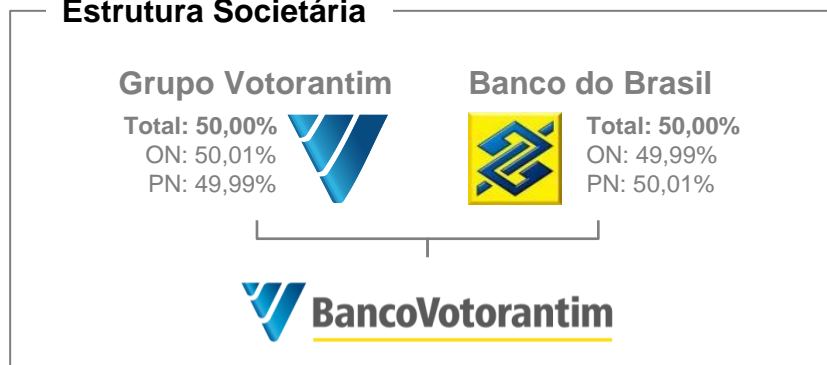 Estrutura Societária
Grupo Votorantim
Total: 50,00%
ON: 50,01%
PN: 49,99%
Banco do Brasil
Total: 50,00%
ON: 49,99%
PN: 50,01%
BancoVotorantim